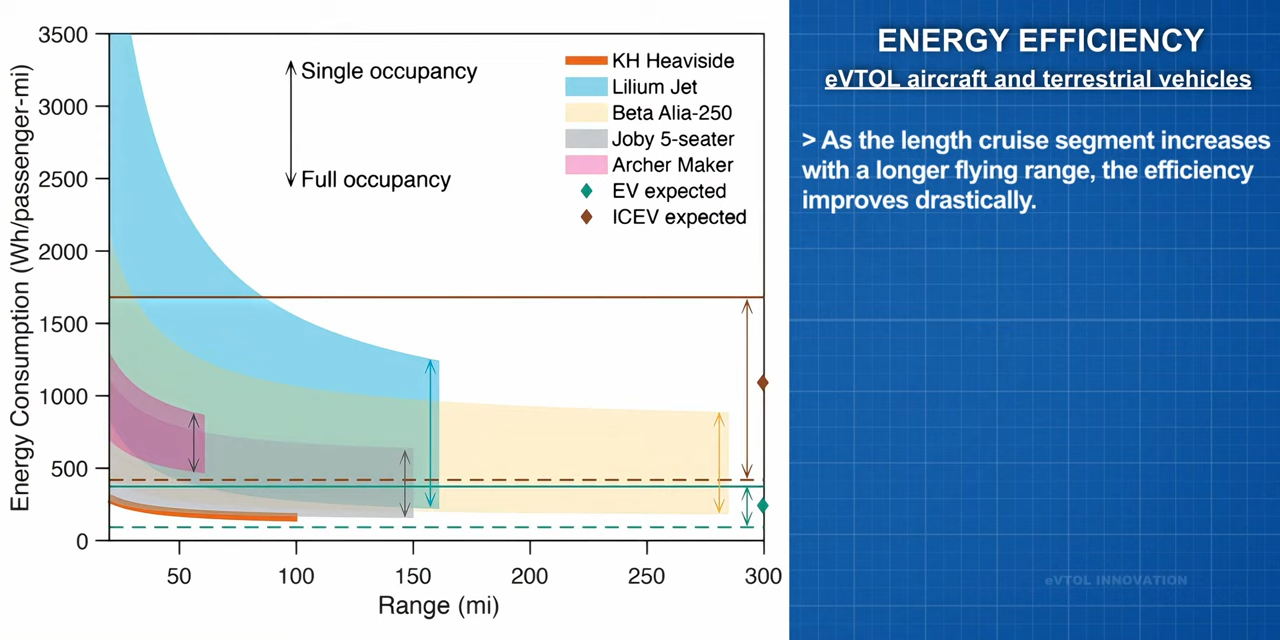 3500
3000
2500
2000
1500
1000
500
0
Energy Consumption (Wh/passenger-mi)
Single occupancy
Full occupancy
KH Heaviside
Lilium Jet
Beta Alia-250
Joby 5-seater
Archer Maker
EV expected
ICEV expected
50 100 150 200 250 300
Range (mi)
ENERGY EFFICIENCY
eVTOL aircraft and terrestrial vehicles
> As the length cruise segment increases
with a longer flying range, the efficiency
improves drastically.
eVTOL INNOVATION